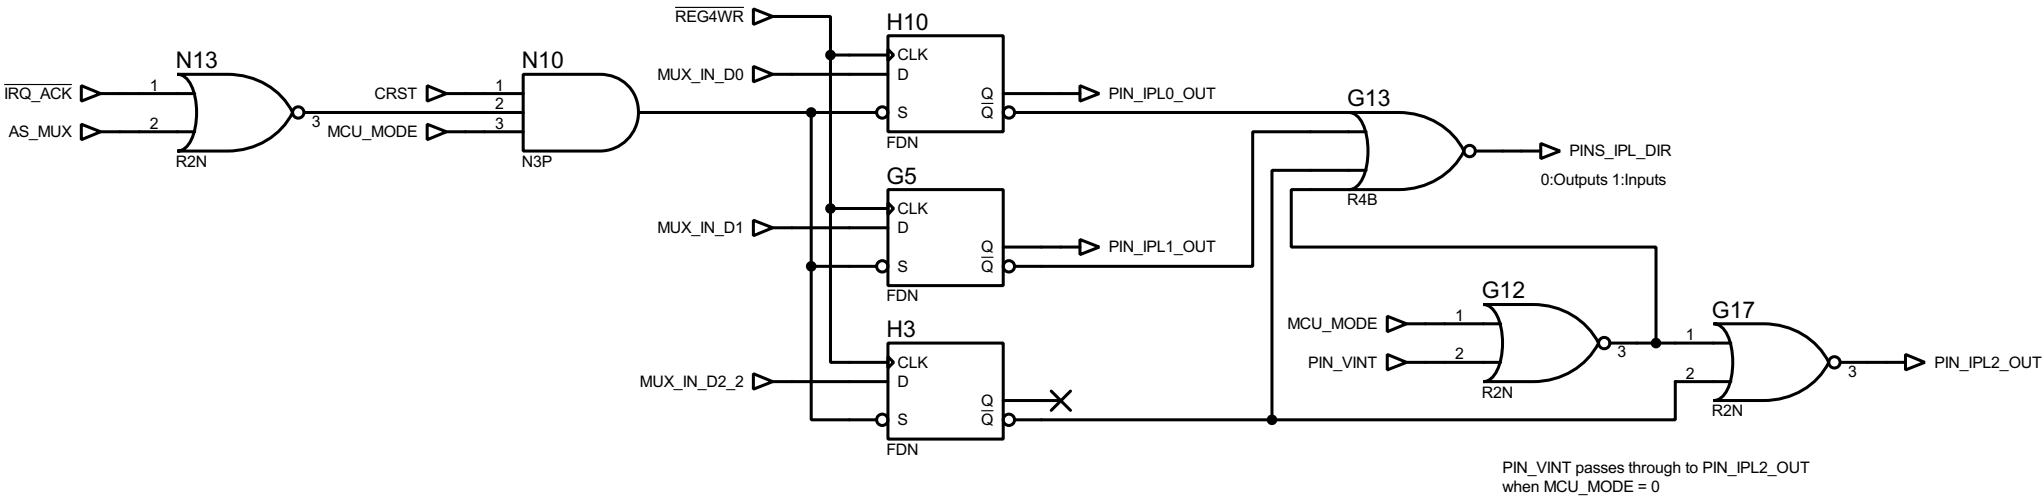 REG4WR
H10
N13
N10
CLK
IRQ_ACK
1
MUX_IN_D0
D
CRST
1
Q
PIN_IPL0_OUT
2
G13
3
S
Q
AS_MUX
2
MCU_MODE
3
FDN
PINS_IPL_DIR
R2N
N3P
G5
0:Outputs 1:Inputs
R4B
CLK
MUX_IN_D1
D
Q
PIN_IPL1_OUT
S
Q
G12
FDN
G17
MCU_MODE
1
H3
1
3
CLK
PIN_VINT
2
PIN_IPL2_OUT
3
MUX_IN_D2_2
D
2
R2N
Q
R2N
S
Q
FDN
PIN_VINT passes through to PIN_IPL2_OUT
when MCU_MODE = 0